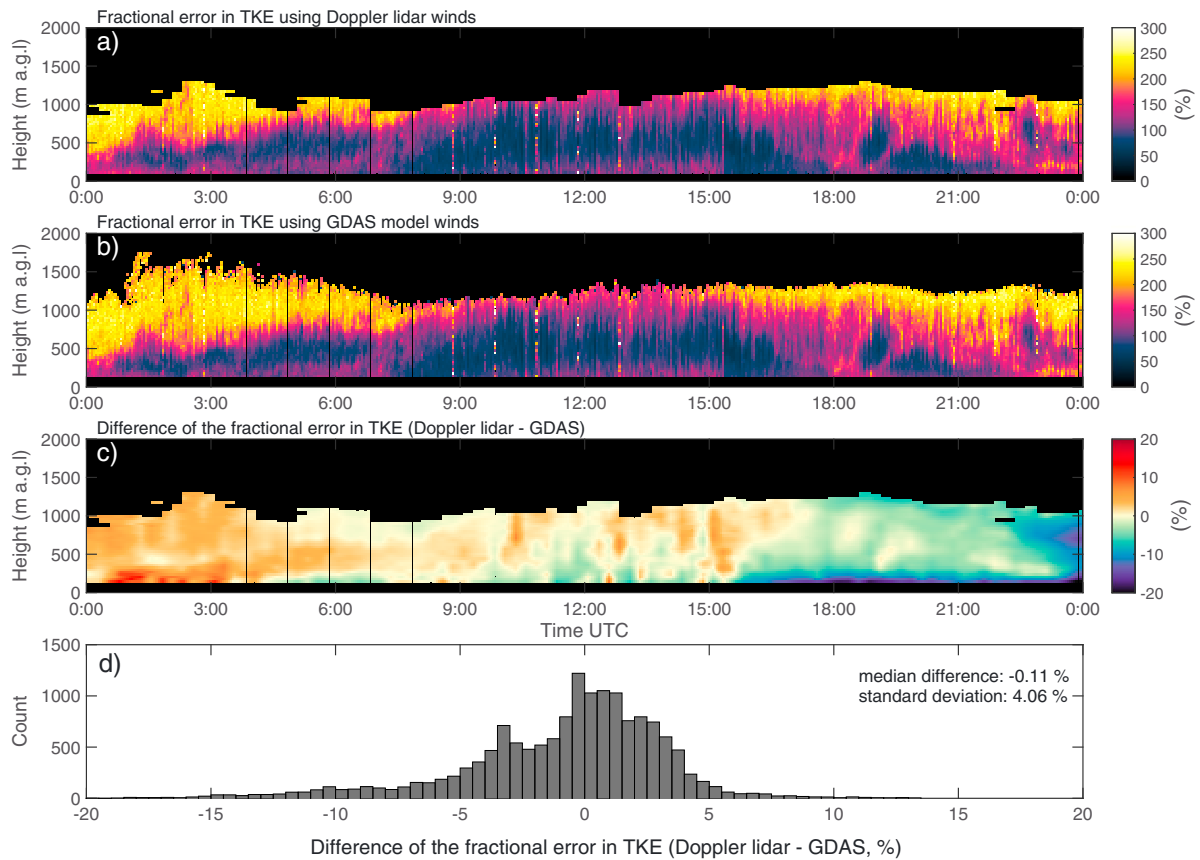 Fractional error in TKE using Doppler lidar winds
a)
2000
1500
1000
500
0
Height (m a.g.l)
0:00 3:00 6:00 9:00 12:00 15:00 18:00 21:00 0:00
300
250
200
150
100
50
0
(%)
Fractional error in TKE using GDAS model winds
b)
2000
1500
1000
500
0
Height (m a.g.l)
0:00 3:00 6:00 9:00 12:00 15:00 18:00 21:00 0:00
300
250
200
150
100
50
0
(%)
Difference of the fractional error in TKE (Doppler lidar - GDAS)
c)
2000
1500
1000
500
0
Height (m a.g.l)
0:00 3:00 6:00 9:00 12:00 15:00 18:00 21:00 0:00
Time UTC
20
10
0
-10
-20
(%)
d)
1500
1000
500
0
Count
median difference: -0.11 %
standard deviation: 4.06 %
-20 -15 -10 -5 0 5 10 15 20
Difference of the fractional error in TKE (Doppler lidar - GDAS, %)